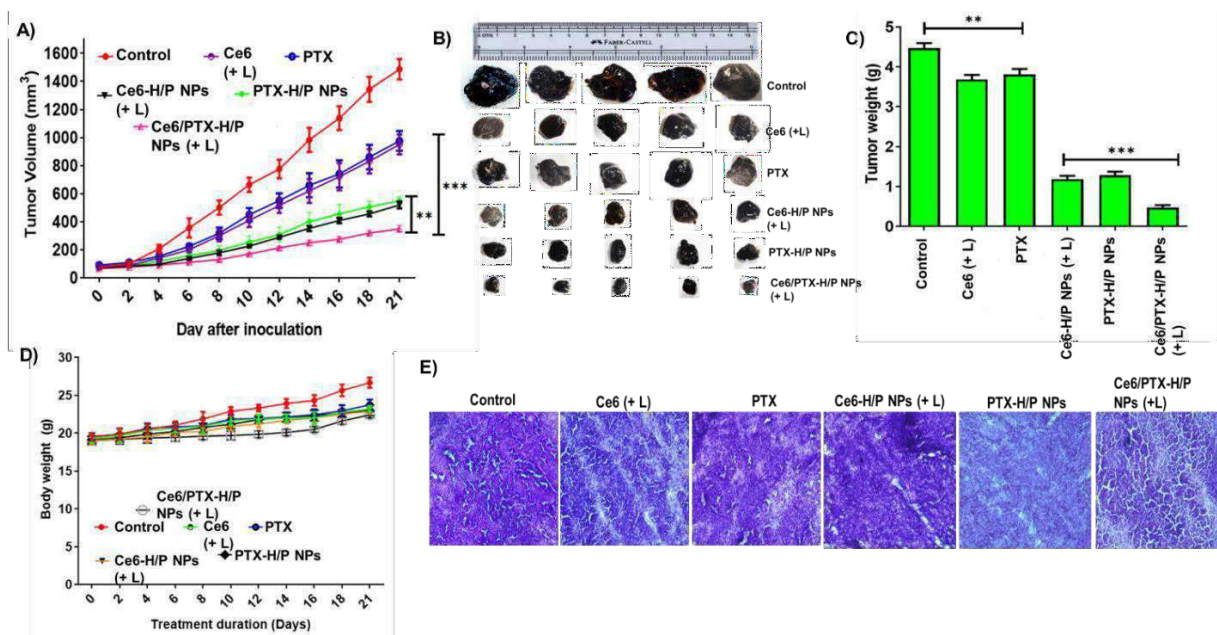 A)
Tumor Volume (mm³)
1600
1400
1200
1000
800
600
400
200
0
Control
Ce6
(+ L)
PTX
Ce6-H/P NPs
(+ L)
PTX-H/P NPs
Ce6/PTX-H/P
NPs (+ L)
***
**
0 2 4 6 8 10 12 14 16 18 21
Day after inoculation
B)
FABER-CASTELL
Control
Ce6 (+L)
PTX
Ce6-H/P NPs
(+ L)
PTX-H/P NPs
Ce6/PTX-H/P NPs
(+ L)
C)
Tumor weight (g)
5
4
3
2
1
0
**
***
Control
Ce6 (+ L)
PTX
Ce6-H/P NPs (+ L)
PTX-H/P NPs
Ce6/PTX-H/P NPs
(+ L)
D)
Body weight (g)
30
25
20
15
10
5
0
Ce6/PTX-H/P
NPs (+ L)
Control
Ce6
(+ L)
PTX
Ce6-H/P NPs
(+ L)
PTX-H/P NPs
0 2 4 6 8 10 12 14 16 18 21
Treatment duration (Days)
E)
Control
Ce6 (+ L)
PTX
Ce6-H/P NPs (+ L)
PTX-H/P NPs
Ce6/PTX-H/P
NPs (+L)